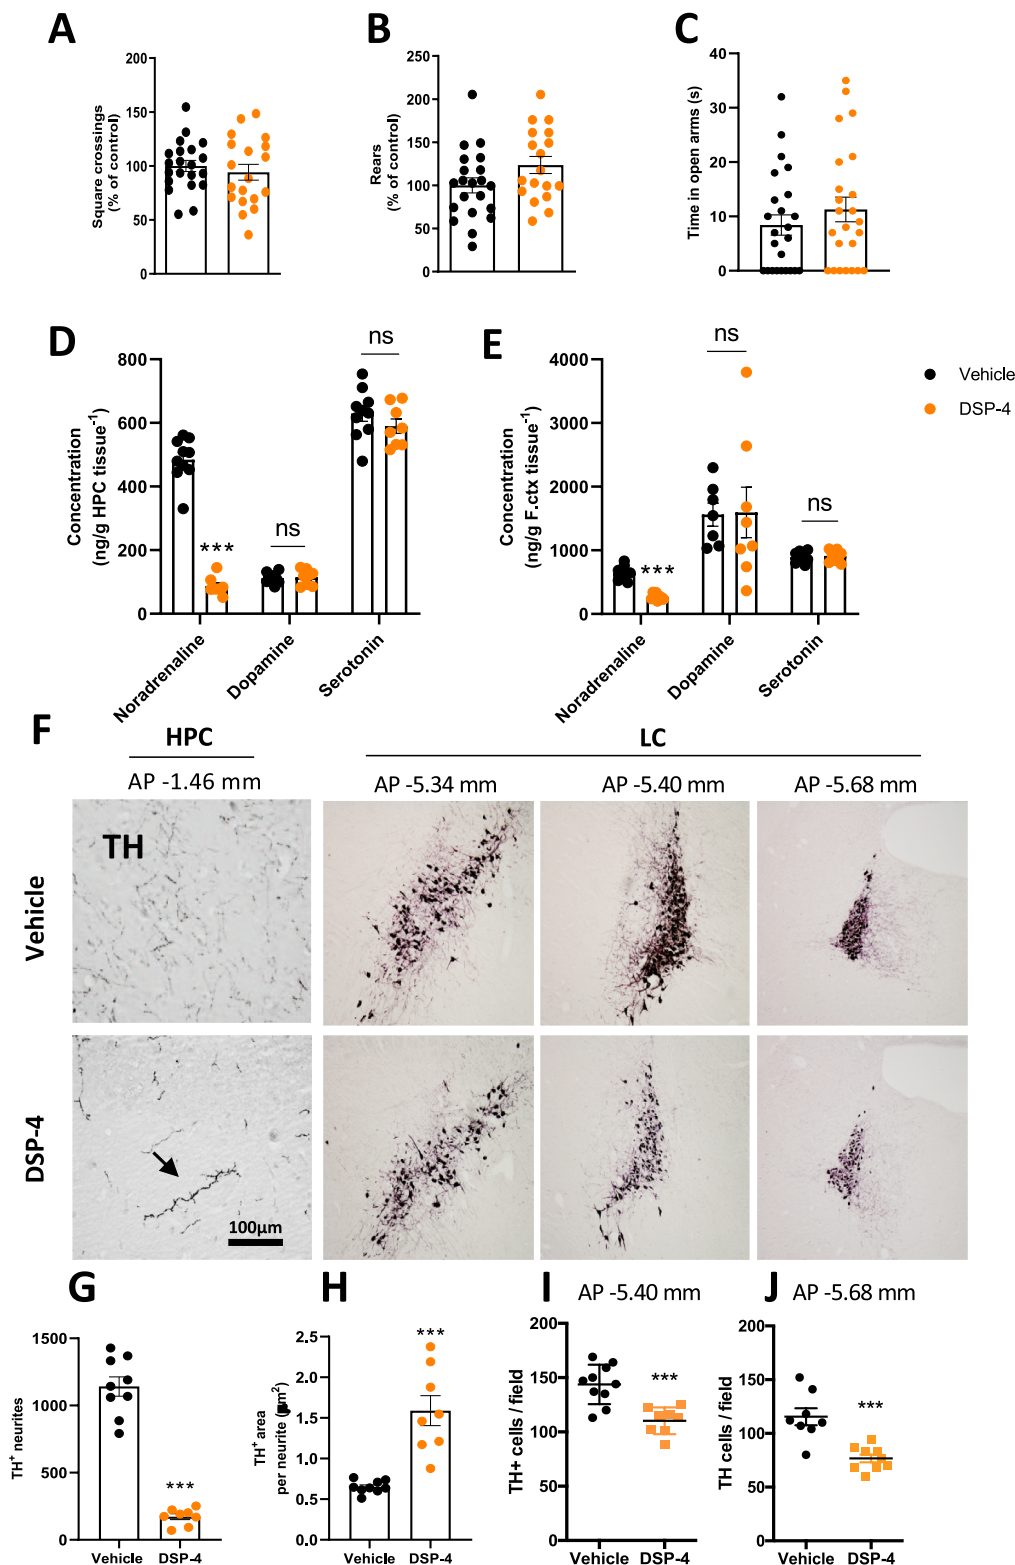 A
B
C
Square crossings
(% of control)
200
150
100
50
0
Rears
(% of control)
250
200
150
100
50
0
Time in open arms (s)
40
30
20
10
0
D
E
ns
ns
ns
***
Concentration
(ng/g HPC tissue⁻¹)
800
600
400
200
0
Noradrenaline
Dopamine
Serotonin
ns
ns
***
Concentration
(ng/g F.ctx tissue⁻¹)
4000
3000
2000
1000
0
Noradrenaline
Dopamine
Serotonin
Vehicle
DSP-4
F
HPC
LC
AP -1.46 mm
AP -5.34 mm
AP -5.40 mm
AP -5.68 mm
TH
Vehicle
DSP-4
100μm
G
H
I
AP -5.40 mm
J
AP -5.68 mm
TH⁺ neurites
1500
1000
500
0
***
Vehicle
DSP-4
TH⁺ area
per neurite (μm²)
2.5
2.0
1.5
1.0
0.5
0.0
***
Vehicle
DSP-4
TH+ cells / field
200
150
100
50
0
***
Vehicle
DSP-4
TH cells / field
200
150
100
50
0
***
Vehicle
DSP-4